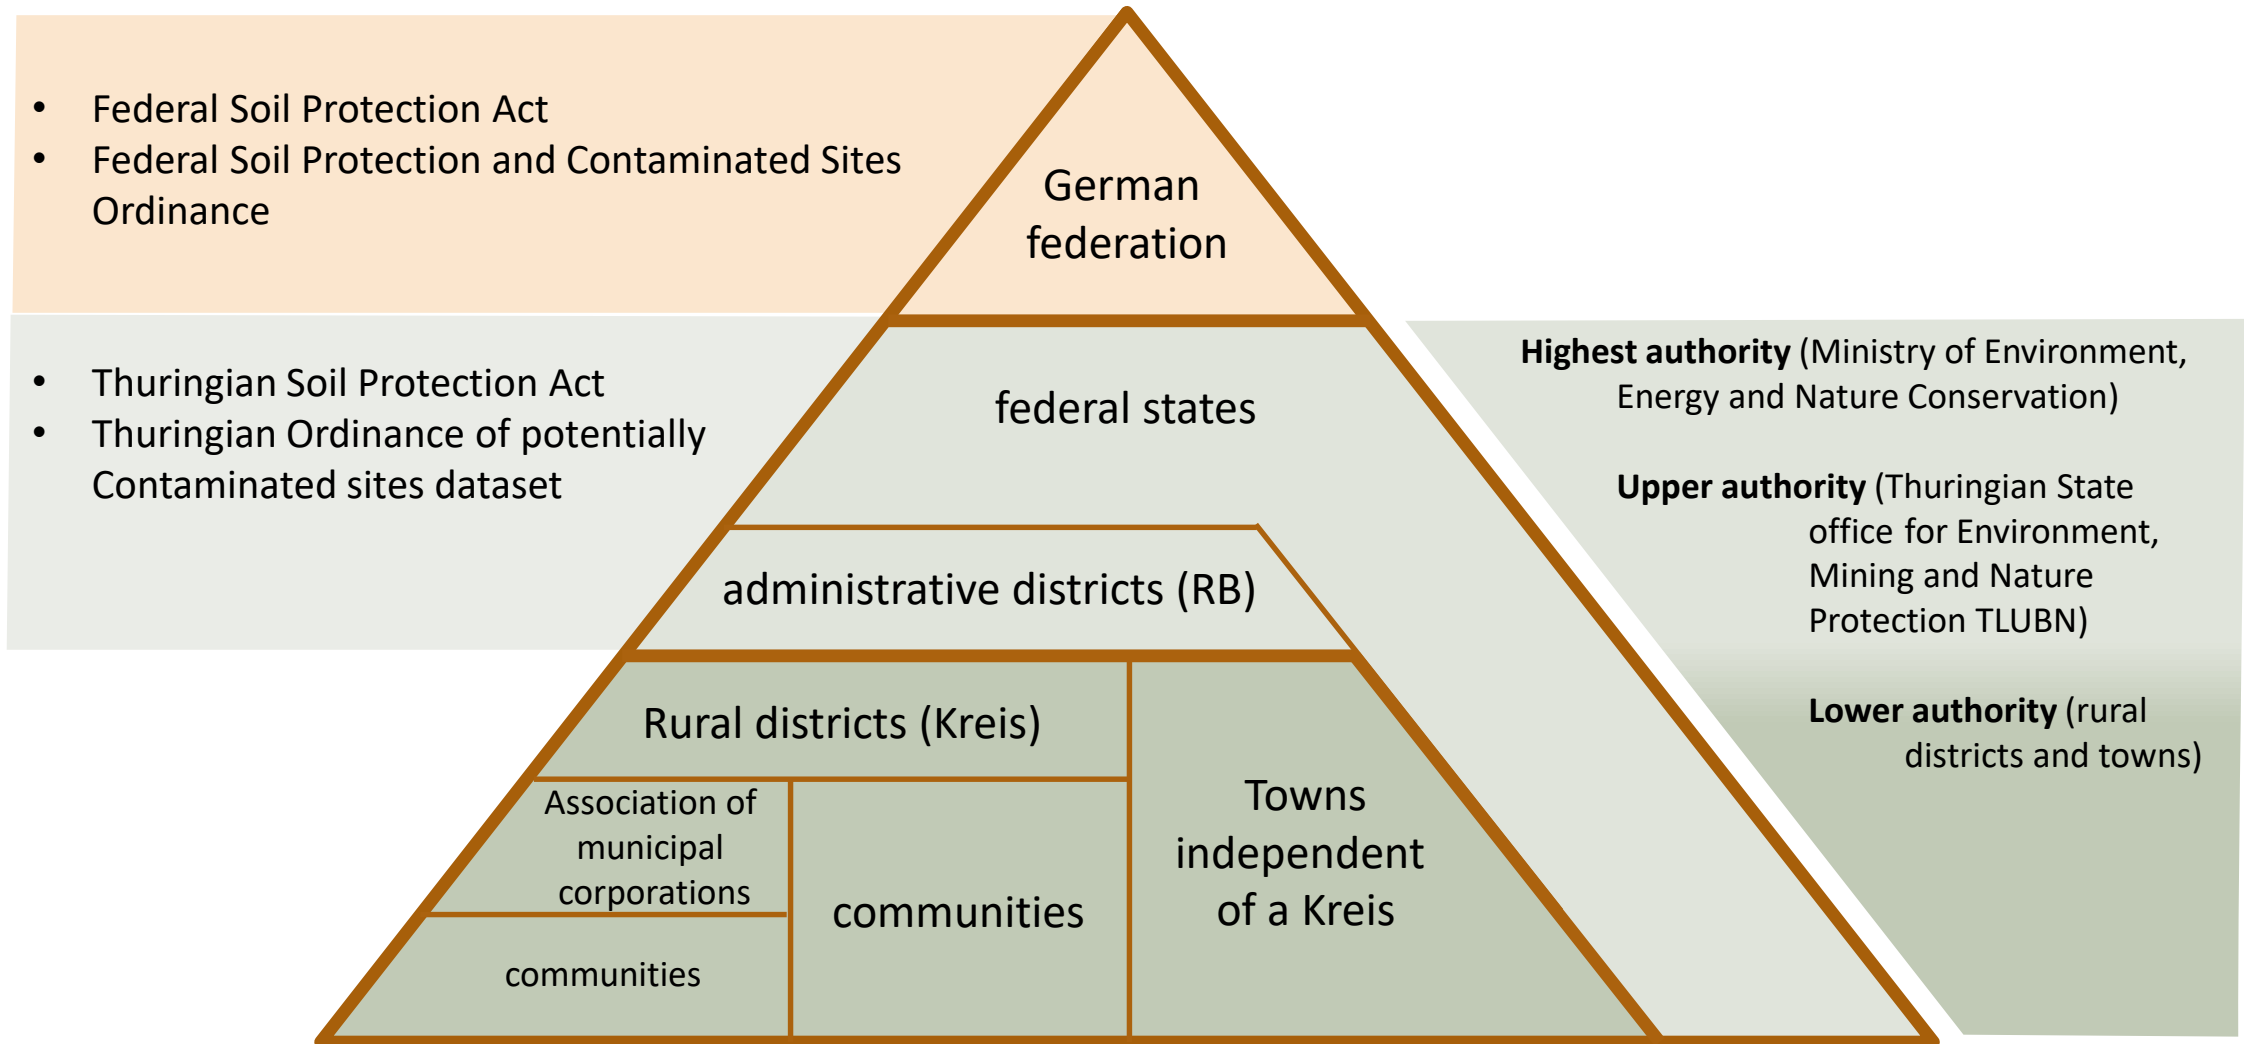 • Federal Soil Protection Act
• Federal Soil Protection and Contaminated Sites
Ordinance
German
federation
• Thuringian Soil Protection Act
• Thuringian Ordinance of potentially
Contaminated sites dataset
federal states
administrative districts (RB)
Rural districts (Kreis)
Association of
municipal
corporations
communities
communities
Towns
independent
of a Kreis
Highest authority (Ministry of Environment,
Energy and Nature Conservation)
Upper authority (Thuringian State
office for Environment,
Mining and Nature
Protection TLUBN)
Lower authority (rural
districts and towns)